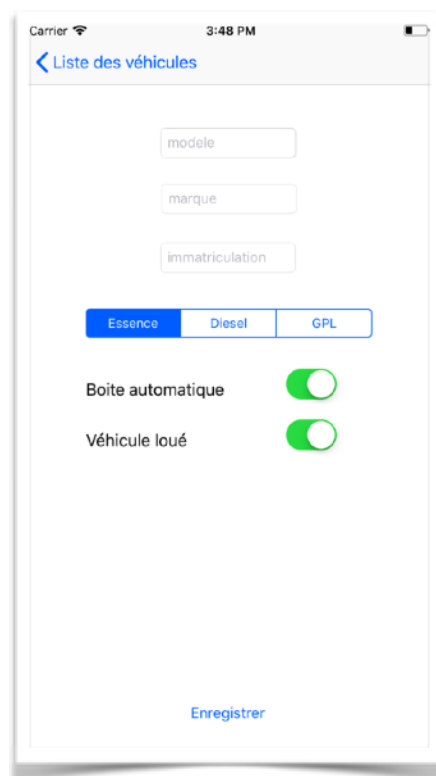 Carrier 3:48 PM
Liste des véhicules
modele
marque
immatriculation
Essence Diesel GPL
Boite automatique
Véhicule loué
Enregistrer